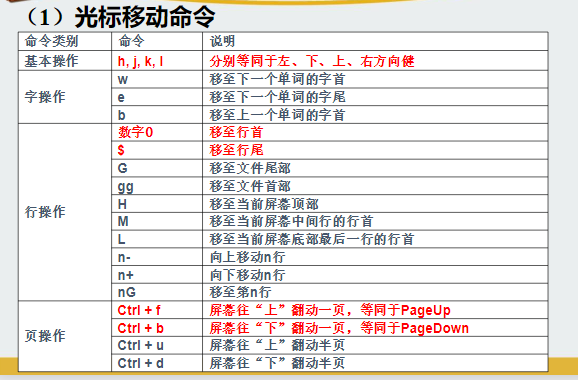 （1）光标移动命令
命令类别 命令 说明
基本操作 h, j, k, l 分别等同于左、下、上、右方向健
字操作 w 移至下一个单词的字首
e 移至下一个单词的字尾
b 移至上一个单词的字首
行操作 数字0 移至行首
$ 移至行尾
G 移至文件尾部
gg 移至文件首部
H 移至当前屏幕顶部
M 移至当前屏幕中间行的行首
L 移至当前屏幕底部最后一行的行首
n- 向上移动n行
n+ 向下移动n行
nG 移至第n行
页操作 Ctrl + f 屏幕往“上”翻动一页，等同于PageUp
Ctrl + b 屏幕往“下”翻动一页，等同于PageDown
Ctrl + u 屏幕往“上”翻动半页
Ctrl + d 屏幕往“下”翻动半页